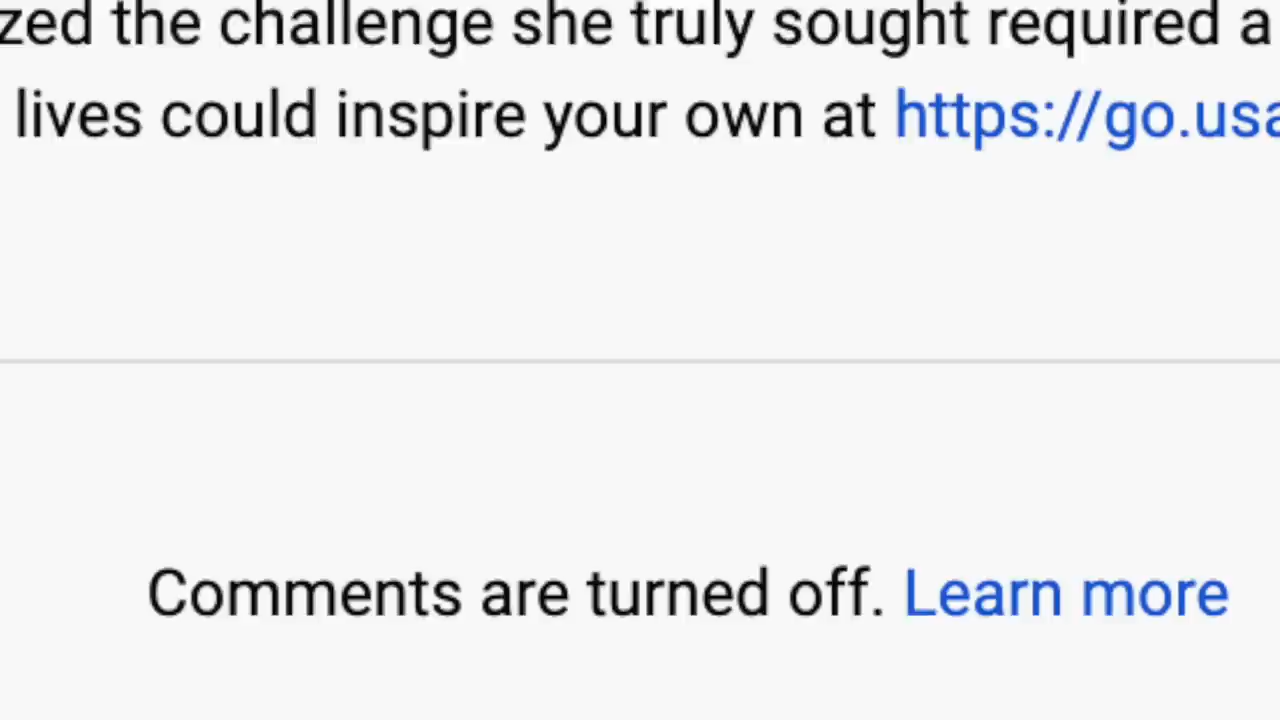 zed the challenge she truly sought required a
lives could inspire your own at https://go.usa
Comments are turned off. Learn more